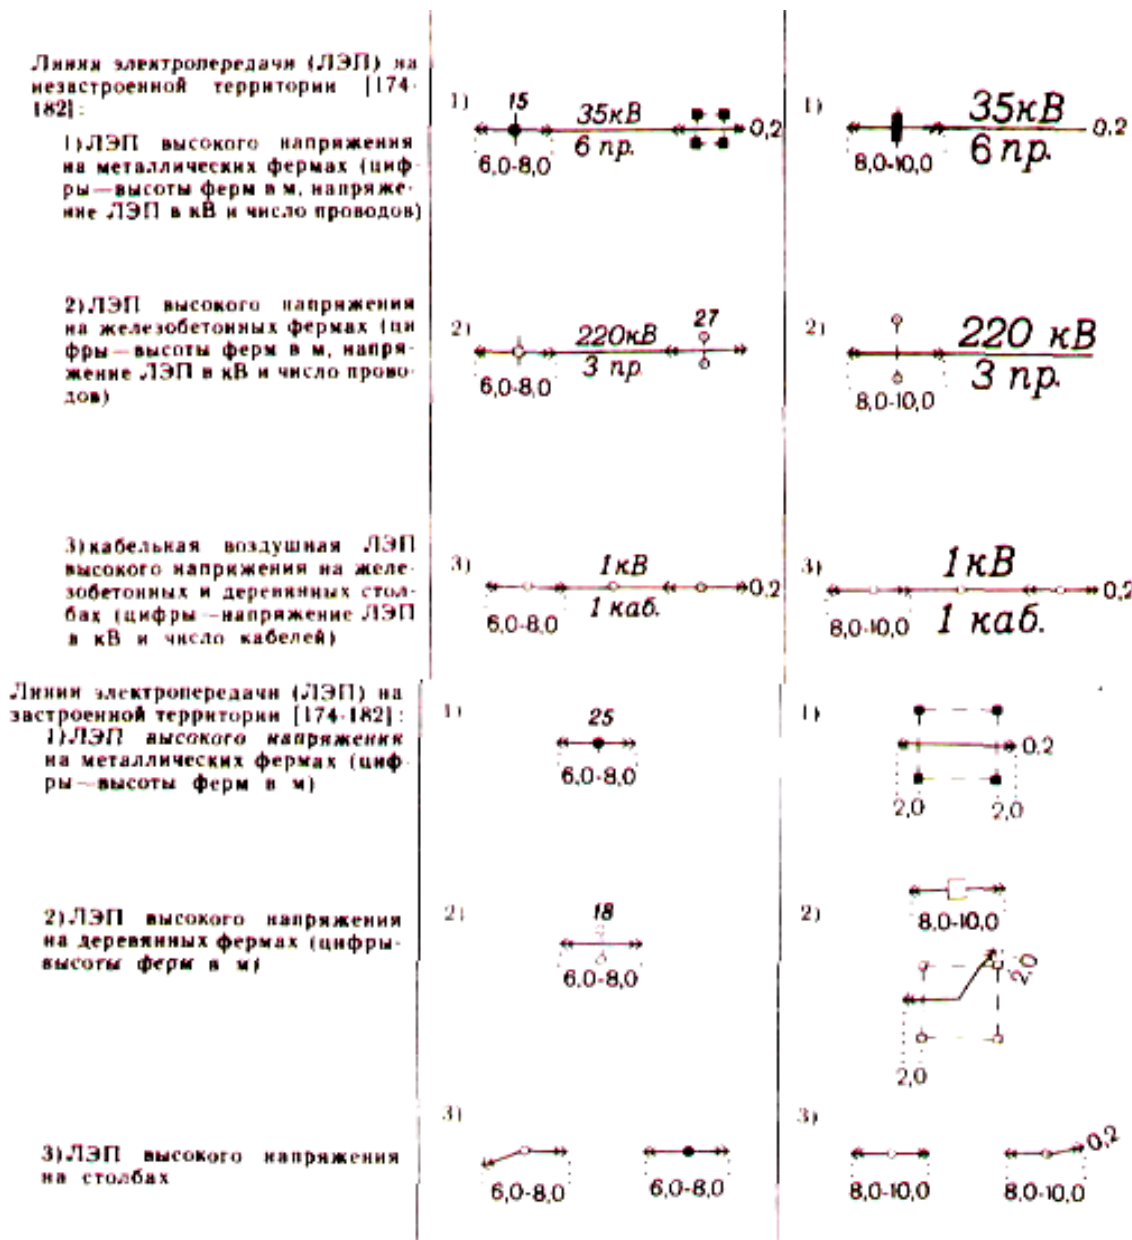 Линии электропередачи (ЛЭП) на
незастроенной территории [174-
182]:
1)ЛЭП высокого напряжения
на металлических фермах (циф-
ры—высоты ферм в м, напряже-
ние ЛЭП в кВ и число проводов)
1)
15
35кВ
6 пр.
0,2
6,0-8,0
1)
35кВ
6 пр.
0,2
8,0-10,0
2)ЛЭП высокого напряжения
на железобетонных фермах (ци
фры—высоты ферм в м, напря-
жение ЛЭП в кВ и число прово-
дов)
2)
220кВ
3 пр.
27
6,0-8,0
2)
220 кВ
3 пр.
8,0-10,0
3)кабельная воздушная ЛЭП
высокого напряжения на желе-
зобетонных и деревянных стол-
бах (цифры—напряжение ЛЭП
в кВ и число кабелей)
3)
1кВ
1 каб.
0,2
6,0-8,0
3)
1кВ
1 каб.
0,2
8,0-10,0
Линии электропередачи (ЛЭП) на
застроенной территории [174-182]:
1)ЛЭП высокого напряжения
на металлических фермах (циф-
ры—высоты ферм в м)
1)
25
6,0-8,0
1)
0,2
2,0
2,0
2)ЛЭП высокого напряжения
на деревянных фермах (цифры-
высоты ферм в м)
2)
18
6,0-8,0
2)
8,0-10,0
2,0
2,0
3)ЛЭП высокого напряжения
на столбах
3)
6,0-8,0
6,0-8,0
3)
0,2
8,0-10,0
8,0-10,0